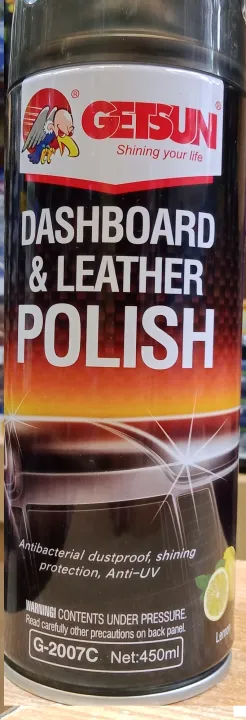 GETSUN
Shining your life
DASHBOARD
& LEATHER
POLISH
Antibacterial dustproof, shining
protection, Anti-UV
Lemon
WARNING! CONTENTS UNDER PRESSURE.
Read carefully other precautions on back panel.
G-2007C Net:450ml